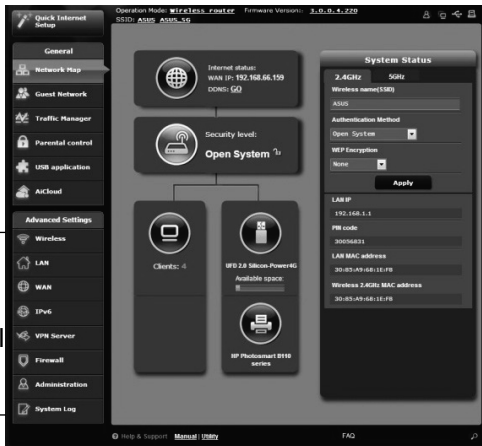 Quick Internet
Setup
Operation Mode: Wireless router Firmware Version: 3.0.0.4.220
SSID: ASUS ASUS_5G
General
Network Map
Guest Network
Traffic Manager
Parental control
USB application
AiCloud
Advanced Settings
Wireless
LAN
WAN
IPv6
VPN Server
Firewall
Administration
System Log
Internet status:
WAN IP: 192.168.66.159
DDNS: GO
Security level:
Open System
Clients: 4
UFD 2.0 Silicon-Power4G
Available space:
HP Photosmart B110
series
System Status
2.4GHz 5GHz
Wireless name(SSID)
ASUS
Authentication Method
Open System
WEP Encryption
None
Apply
LAN IP
192.168.1.1
PIN code
30056831
LAN MAC address
30:85:A9:68:1E:F8
Wireless 2.4GHz MAC address
30:85:A9:68:1E:F8
Help & Support Manual | Utility FAQ